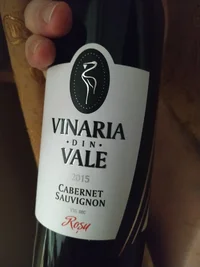 VINARIA
· DIN ·
VALE
2015
CABERNET
SAUVIGNON
Roșu